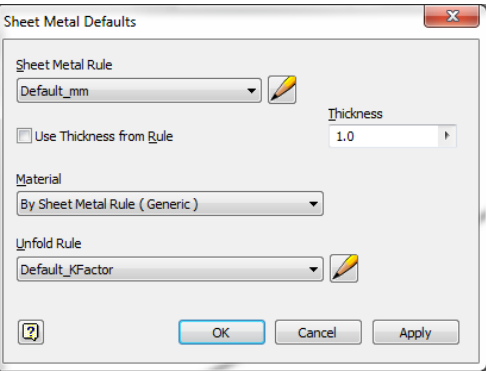 Sheet Metal Defaults
Sheet Metal Rule
Default_mm
Thickness
Use Thickness from Rule
1.0
Material
By Sheet Metal Rule ( Generic )
Unfold Rule
Default_KFactor
?
OK
Cancel
Apply